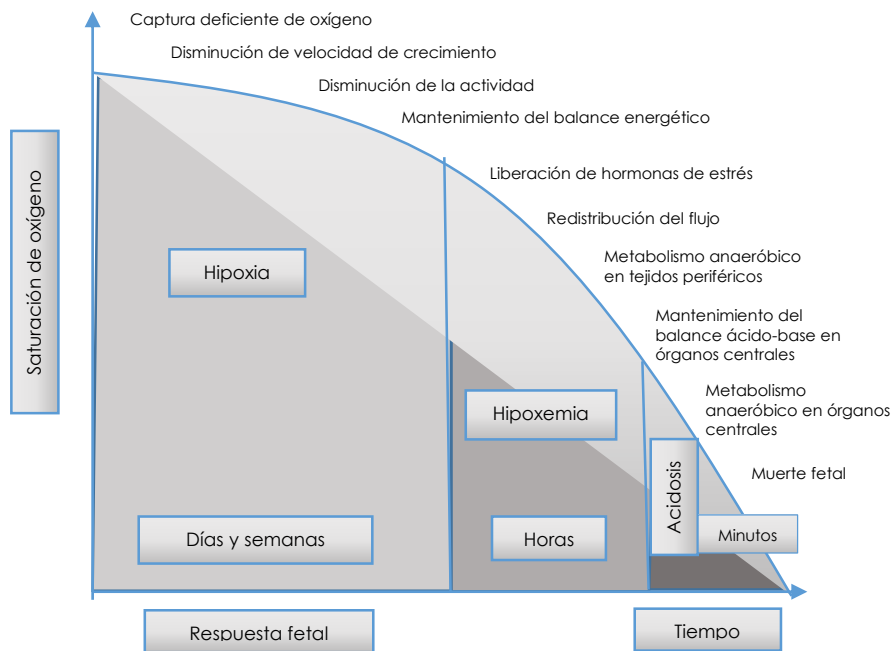 Captura deficiente de oxígeno
Disminución de velocidad de crecimiento
Disminución de la actividad
Mantenimiento del balance energético
Liberación de hormonas de estrés
Redistribución del flujo
Metabolismo anaeróbico
en tejidos periféricos
Mantenimiento del
balance ácido-base en
órganos centrales
Metabolismo
anaeróbico en órganos
centrales
Muerte fetal
Saturación de oxígeno
Hipoxia
Hipoxemia
Acidosis
Días y semanas
Horas
Minutos
Respuesta fetal
Tiempo